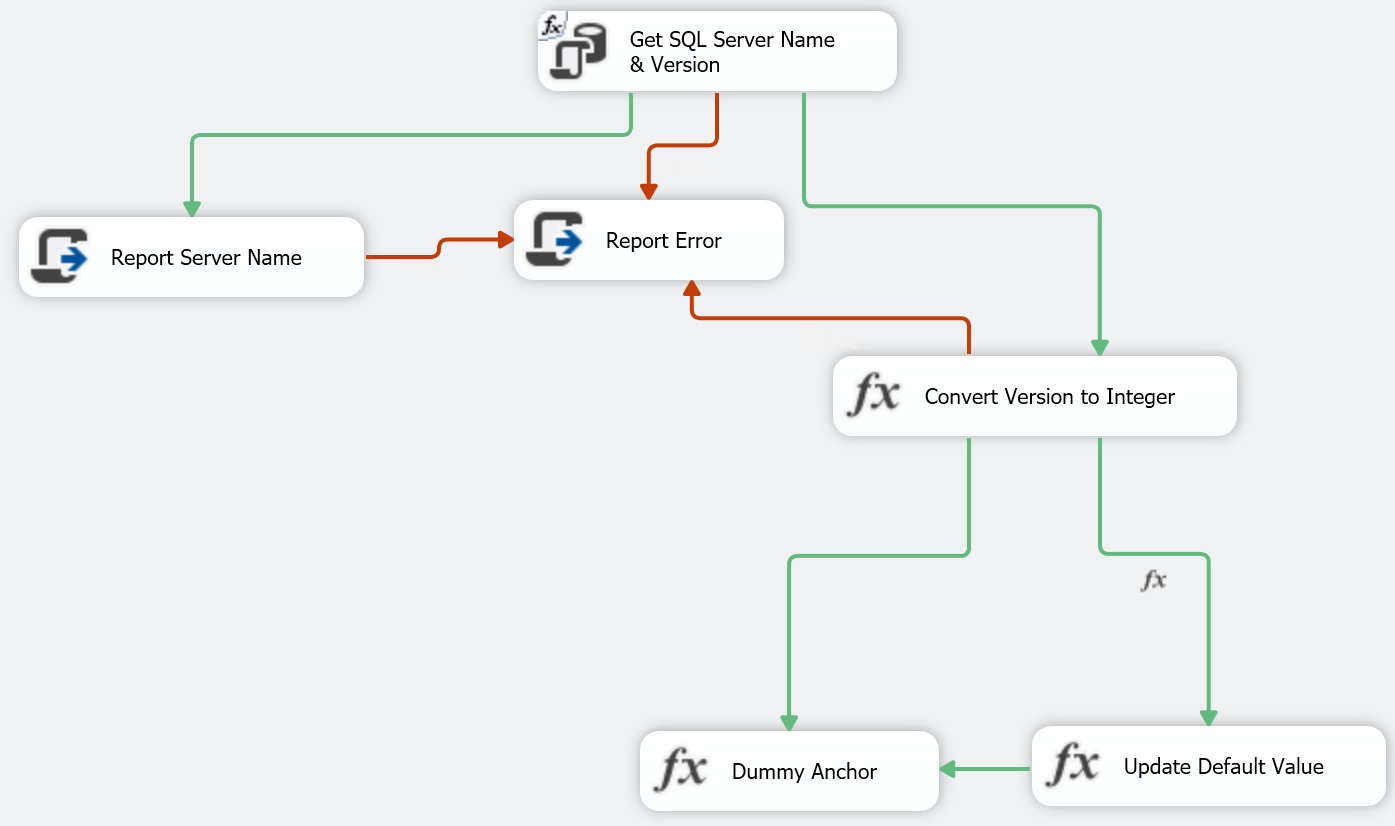 fx
Get SQL Server Name
& Version
Report Server Name
Report Error
fx
Convert Version to Integer
fx
fx
Dummy Anchor
fx
Update Default Value